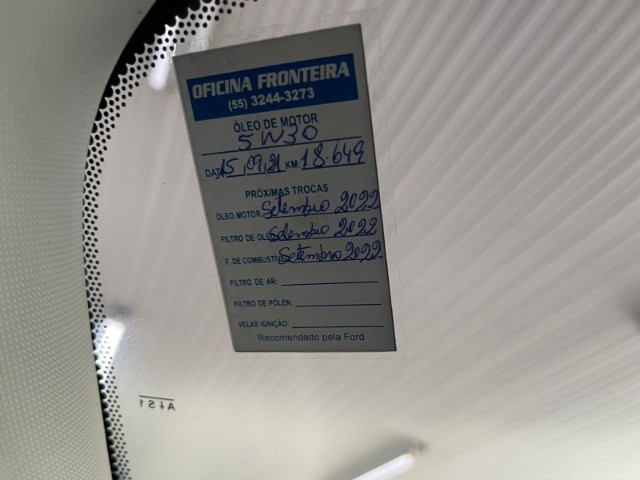 OFICINA FRONTEIRA
(55) 3244-3273
ÓLEO DE MOTOR
5W30
DATA 15,09,21 KM 18.649
PRÓXIMAS TROCAS
ÓLEO MOTOR: Setembro 2022
FILTRO DE ÓLEO Setembro 2022
F. DE COMBUSTI Setembro 2022
FILTRO DE AR:
FILTRO DE PÓLEN:
VELAS IGNIÇÃO:
Recomendado pela Ford